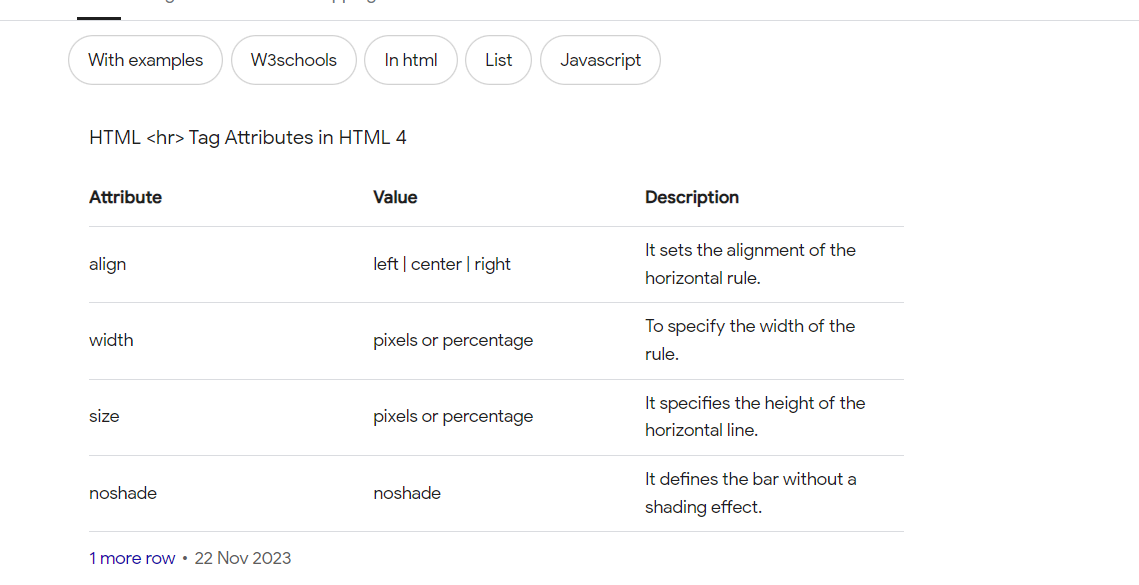 With examples
W3schools
In html
List
Javascript
HTML <hr> Tag Attributes in HTML 4
Attribute Value Description
align left | center | right It sets the alignment of the
horizontal rule.
width pixels or percentage To specify the width of the
rule.
size pixels or percentage It specifies the height of the
horizontal line.
noshade noshade It defines the bar without a
shading effect.
1 more row • 22 Nov 2023